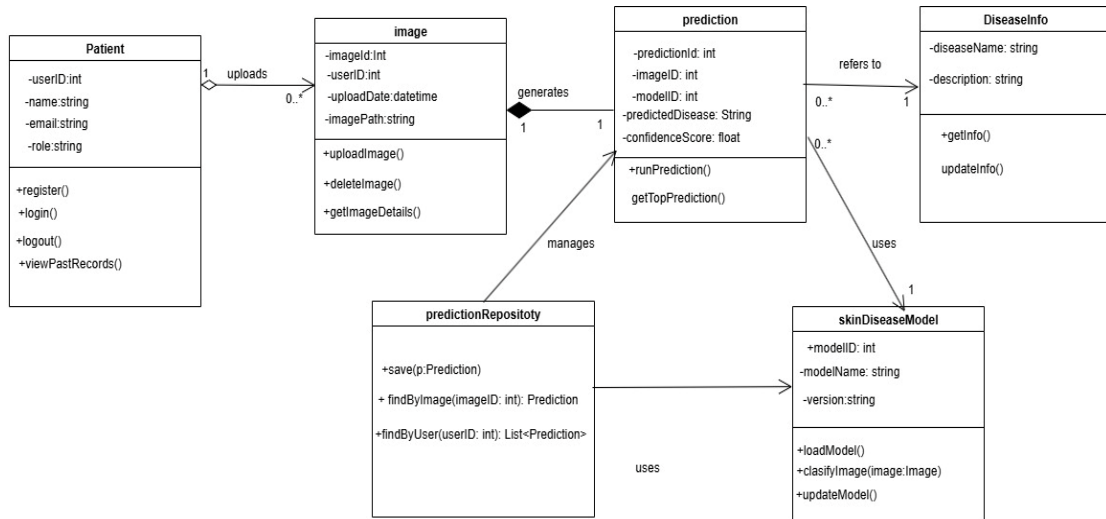 Patient
-userID:int
-name:string
-email:string
-role:string
+register()
+login()
+logout()
+viewPastRecords()
1
uploads
0..*
image
-imageId:Int
-userID:int
-uploadDate:datetime
-imagePath:string
+uploadImage()
+deleteImage()
+getImageDetails()
generates
1
1
prediction
-predictionId: int
-imageID: int
-modelID: int
-predictedDisease: String
-confidenceScore: float
+runPrediction()
getTopPrediction()
refers to
0..*
1
DiseaseInfo
-diseaseName: string
-description: string
+getInfo()
updateInfo()
0..*
uses
1
manages
predictionRepositoty
+save(p:Prediction)
+ findByImage(imageID: int): Prediction
+findByUser(userID: int): List<Prediction>
uses
skinDiseaseModel
+modelID: int
-modelName: string
-version:string
+loadModel()
+clasifyImage(image:Image)
+updateModel()